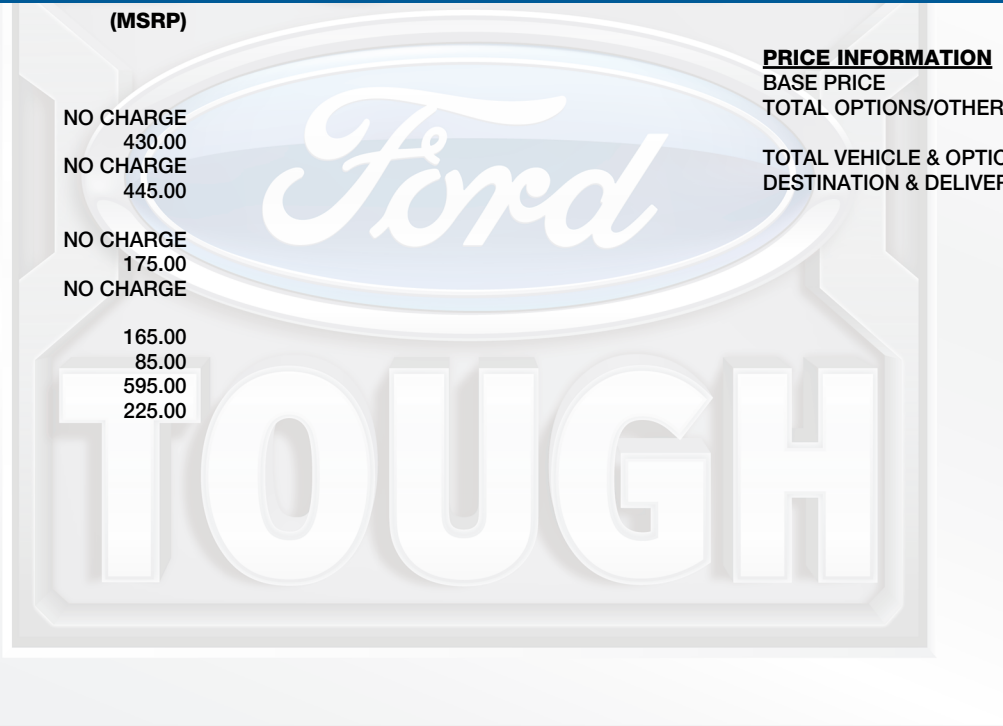 (MSRP)
NO CHARGE
430.00
NO CHARGE
445.00
NO CHARGE
175.00
NO CHARGE
165.00
85.00
595.00
225.00
PRICE INFORMATION
BASE PRICE
TOTAL OPTIONS/OTHER
TOTAL VEHICLE & OPTIO
DESTINATION & DELIVER
Ford
TOUGH